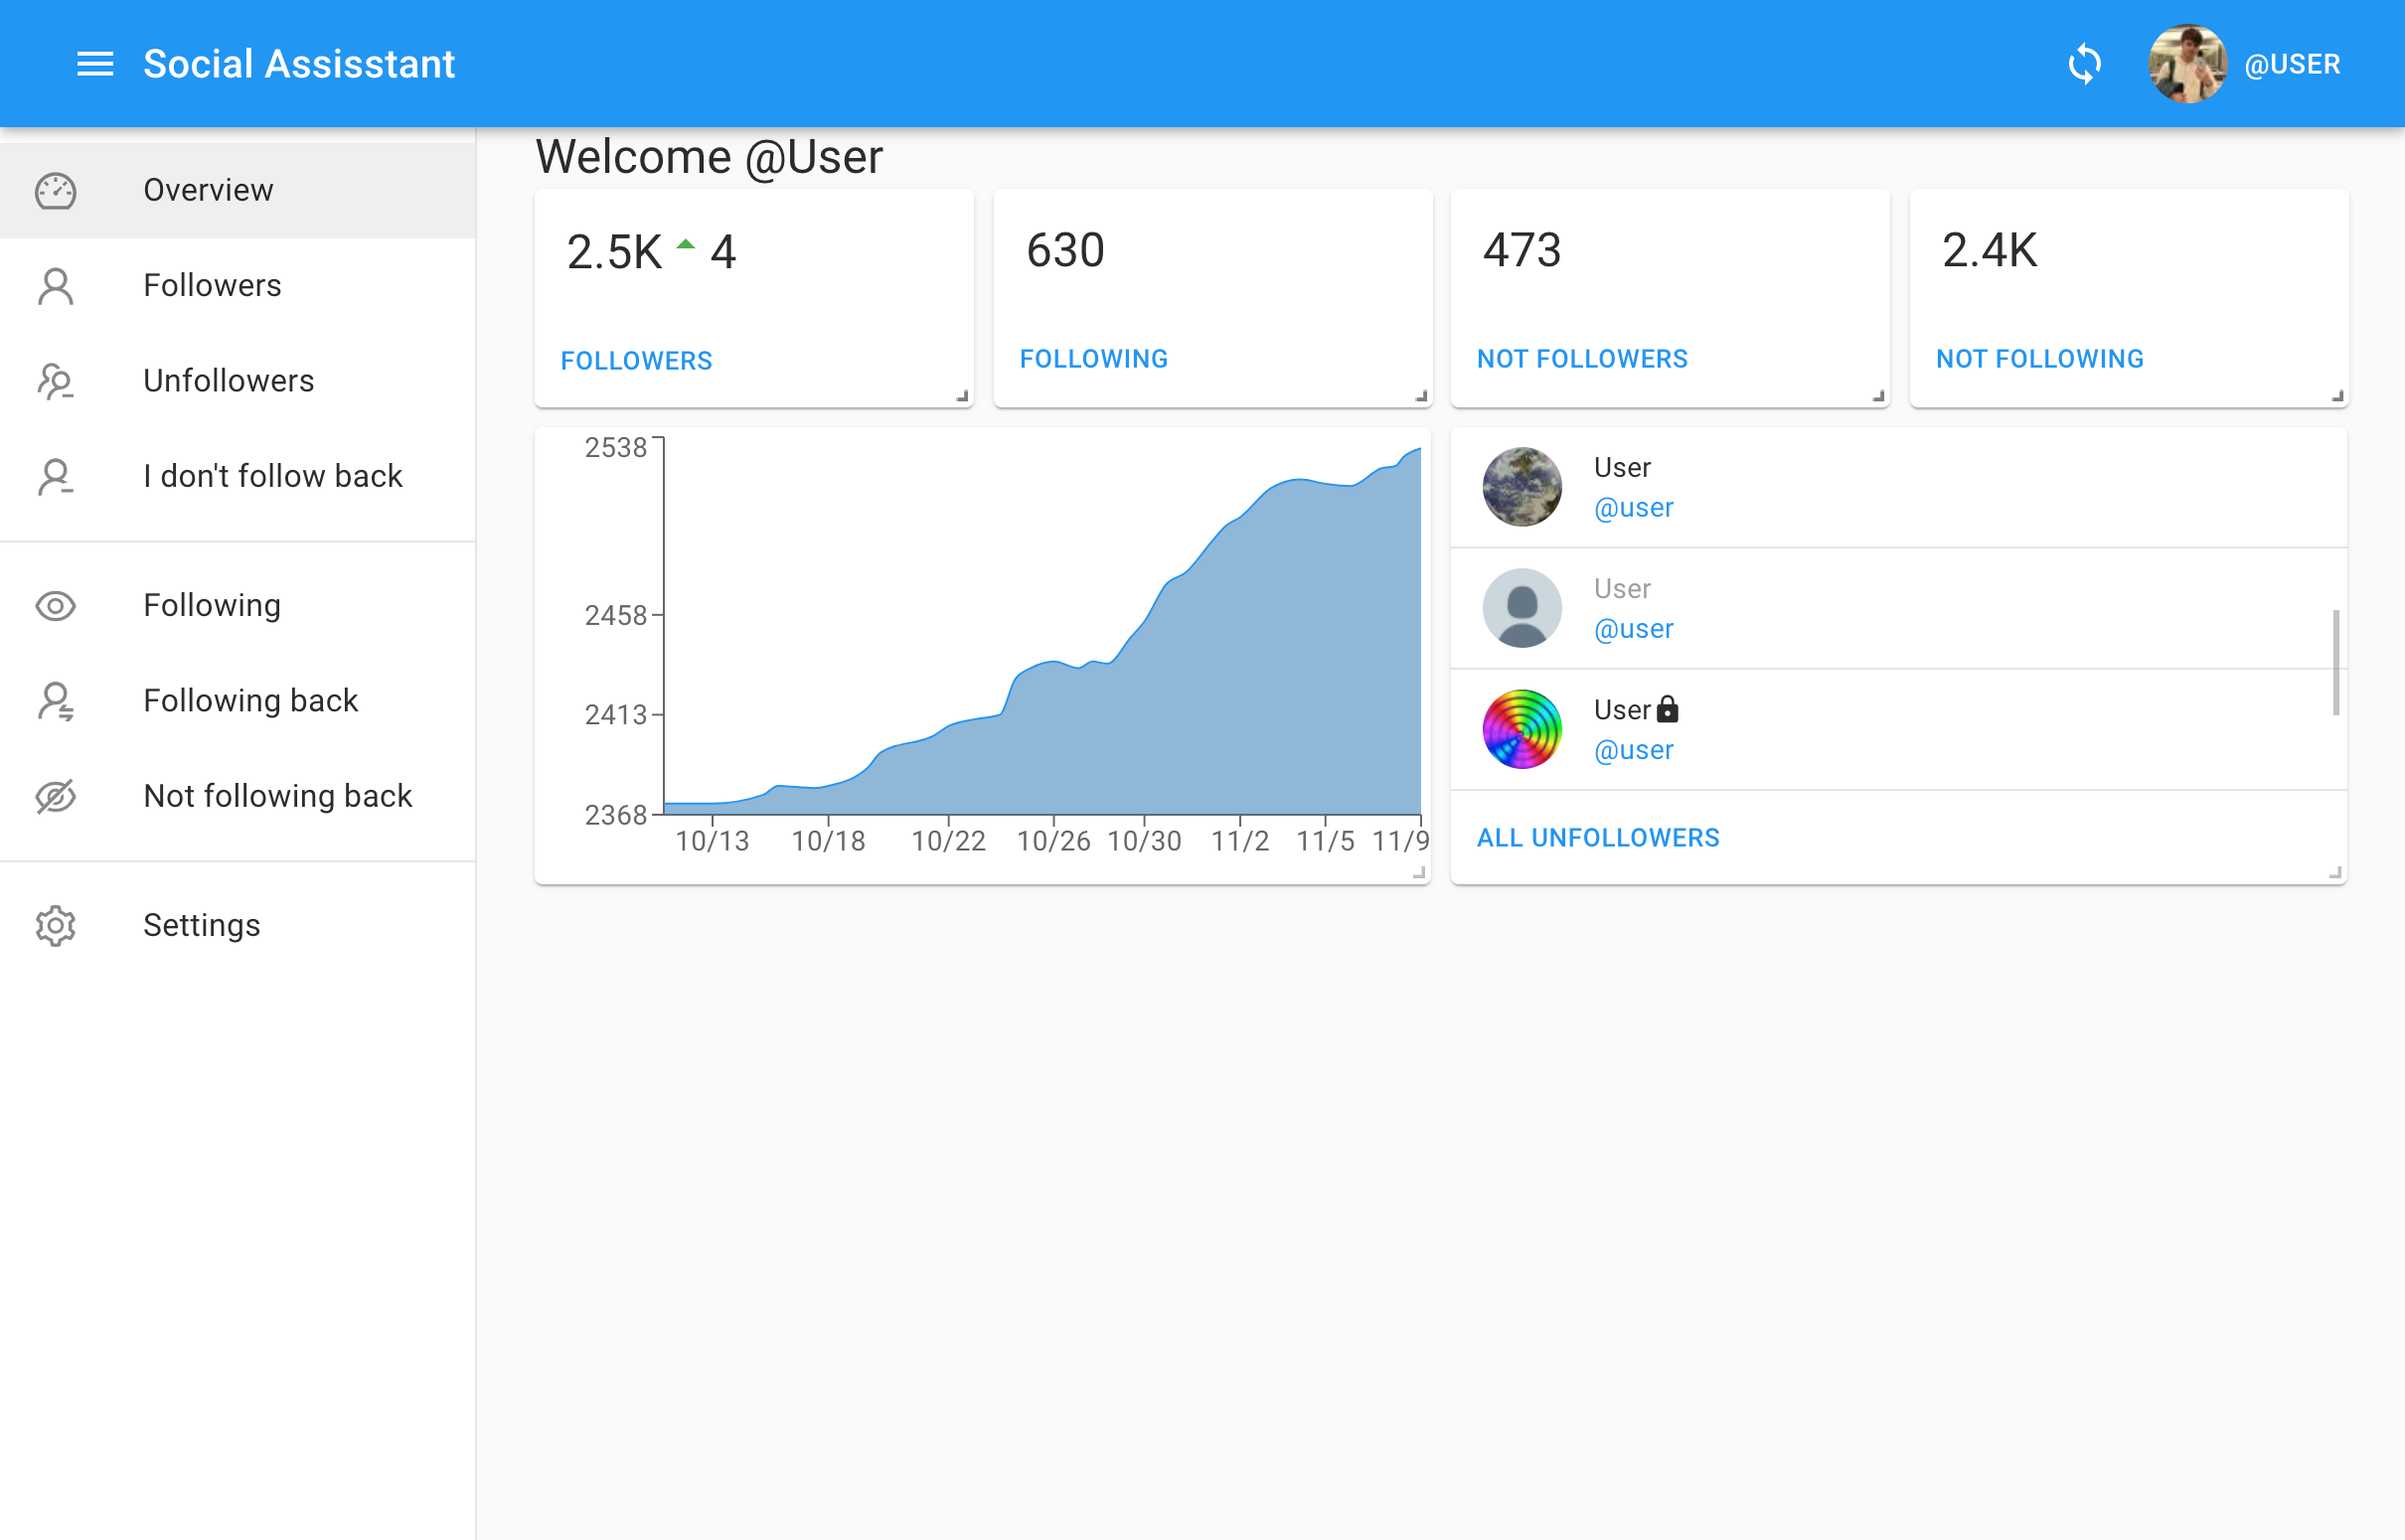 Social Assisstant
@USER
Overview
Followers
Unfollowers
I don't follow back
Following
Following back
Not following back
Settings
Welcome @User
2.5K 4
FOLLOWERS
630
FOLLOWING
473
NOT FOLLOWERS
2.4K
NOT FOLLOWING
2538
2458
2413
2368
10/13 10/18 10/22 10/26 10/30 11/2 11/5 11/9
User
@user
User
@user
User
@user
ALL UNFOLLOWERS